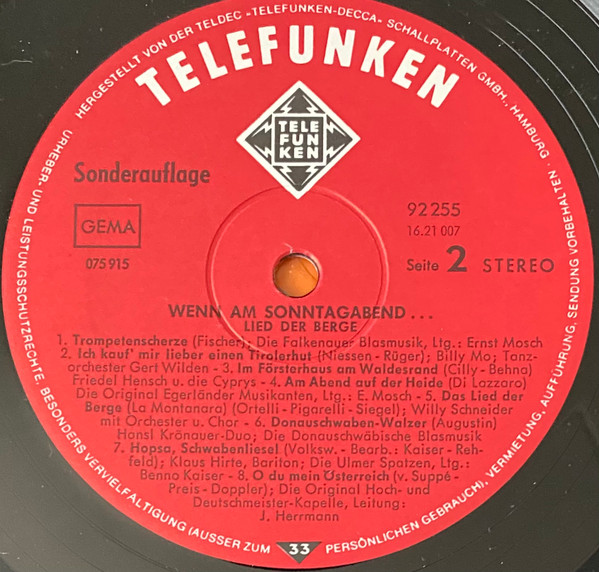 HERGESTELLT VON DER TELDEC »TELEFUNKEN-DECCA« SCHALLPLATTEN GMBH., HAMBURG · URHEBER- UND LEISTUNGSSCHUTZRECHTE, BESONDERS VERVIELFÄLTIGUNG (AUSSER ZUM PERSÖNLICHEN GEBRAUCH), VERMIETUNG, AUFFÜHRUNG, SENDUNG VORBEHALTEN ·
TELEFUNKEN
TELE
FUN
KEN
Sonderauflage
GEMA
075 915
92 255
16.21 007
Seite 2 STEREO
WENN AM SONNTAGABEND...
LIED DER BERGE
1. Trompetenscherze (Fischer); Die Falkenauer Blasmusik, Ltg.: Ernst Mosch
2. Ich kauf' mir lieber einen Tirolerhut (Niessen - Rüger); Billy Mo; Tanz-
orchester Gert Wilden - 3. Im Försterhaus am Waldesrand (Cilly - Behna)
Friedel Hensch u. die Cyprys - 4. Am Abend auf der Heide (Di Lazzaro)
Die Original Egerländer Musikanten, Ltg.: E. Mosch - 5. Das Lied der
Berge (La Montanara) (Ortelli - Pigarelli - Siegel); Willy Schneider
mit Orchester u. Chor - 6. Donauschwaben-Walzer (Augustin)
Hansl Krönauer-Duo; Die Donauschwäbische Blasmusik
7. Hopsa, Schwabenliesel (Volksw. - Bearb.: Kaiser - Reh-
feld); Klaus Hirte, Bariton; Die Ulmer Spatzen, Ltg.:
Benno Kaiser - 8. O du mein Österreich (v. Suppé -
Preis - Doppler); Die Original Hoch- und
Deutschmeister-Kapelle, Leitung:
J. Herrmann
33